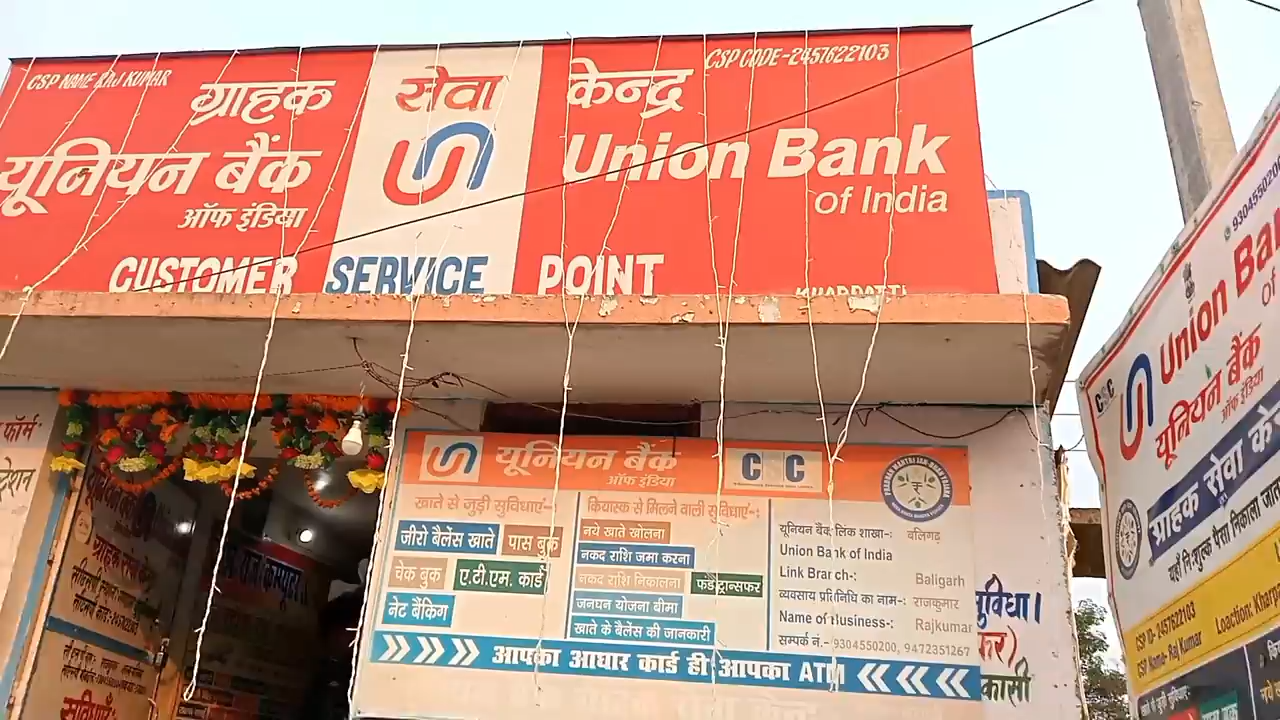 CSP NAME RAJ KUMAR
CSP CODE-2457622103
ग्राहक सेवा केन्द्र
यूनियन बैंक
ऑफ इंडिया
Union Bank
of India
CUSTOMER SERVICE POINT
KHARDATTI
यूनियन बैंक
ऑफ इंडिया
CSC
खाते से जुड़ी सुविधाएं-
जीरो बैलेंस खाते
पास बुक
चेक बुक
ए.टी.एम. कार्ड
नेट बैंकिंग
कियास्क से मिलने वाली सुविधाएं-:
नये खाते खोलना
नकद राशि जमा करना
नकद राशि निकालना
फंड ट्रान्सफर
जनधन योजना बीमा
खाते के बैलेंस की जानकारी
यूनियन बैंक लिंक शाखा-: बलिगढ़
Union Bank of India
Link Branch-: Baligarh
व्यवसाय प्रतिनिधि का नाम-: राजकुमार
Name of Business-: Rajkumar
सम्पर्क नं.- 9304550200, 9472351267
आपका आधार कार्ड ही आपका ATM
फॉर्म
सुविधा।
कासी
Union
of
यूनियन बैंक
ऑफ इंडिया
ग्राहक सेवा
CSP ID- 2457622103
CSP Name- Raj Kumar